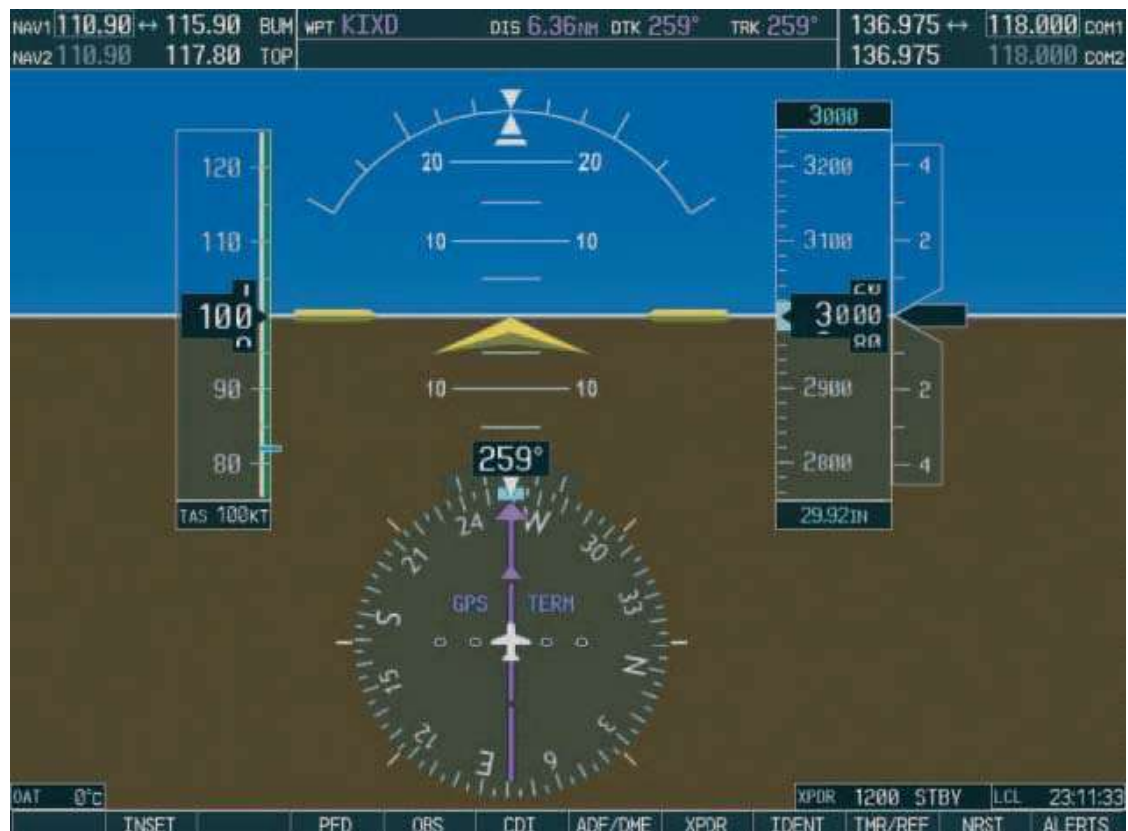 NAV1 110.90 ↔ 115.90 BUM WPT KIXD DIS 6.36NM DTK 259° TRK 259° 136.975 ↔ 118.000 COM1
NAV2 110.90 117.80 TOP 136.975 118.000 COM2
3000
120 20 20 3200 4
110 10 10 3100 2
100 3000
80
90 10 10 2900 2
80 259° 2800 4
TAS 100KT 29.92IN
24 W
21 30
GPS TERM 33
S
N
15
12 3
E 6
OAT 0°C XPDR 1200 STBY LCL 23:11:33
INSET PFD OBS CDI ADF/DME XPDR IDENT TMR/REF NRST ALERTS